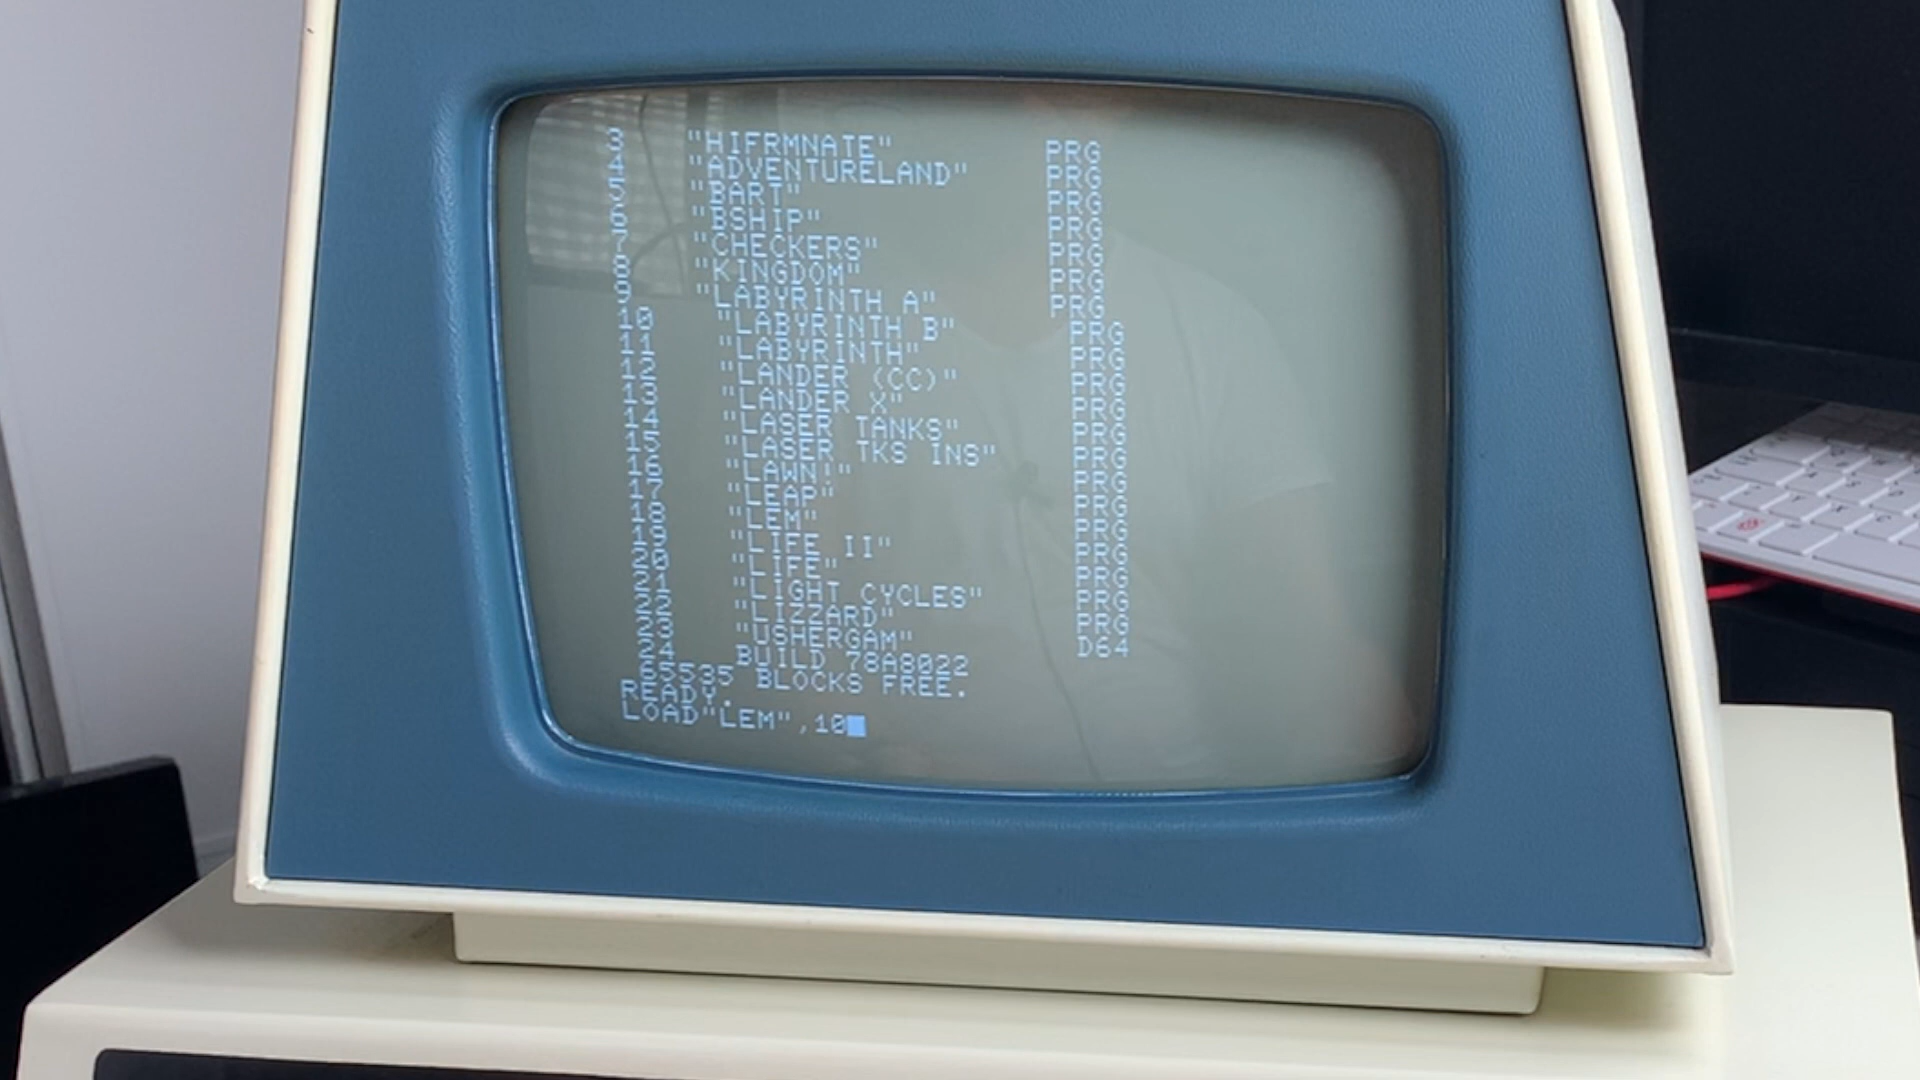 3 "HIFRMNATE" PRG
4 "ADVENTURELAND" PRG
5 "BART" PRG
6 "BSHIP" PRG
7 "CHECKERS" PRG
8 "KINGDOM" PRG
9 "LABYRINTH A" PRG
10 "LABYRINTH B" PRG
11 "LABYRINTH" PRG
12 "LANDER (CC)" PRG
13 "LANDER X" PRG
14 "LASER TANKS" PRG
15 "LASER TKS INS" PRG
16 "LAWN!" PRG
17 "LEAP" PRG
18 "LEM" PRG
19 "LIFE II" PRG
20 "LIFE" PRG
21 "LIGHT CYCLES" PRG
22 "LIZZARD" PRG
23 "USHERGAM" D64
24 BUILD 78A8022
65535 BLOCKS FREE.
READY.
LOAD"LEM",10